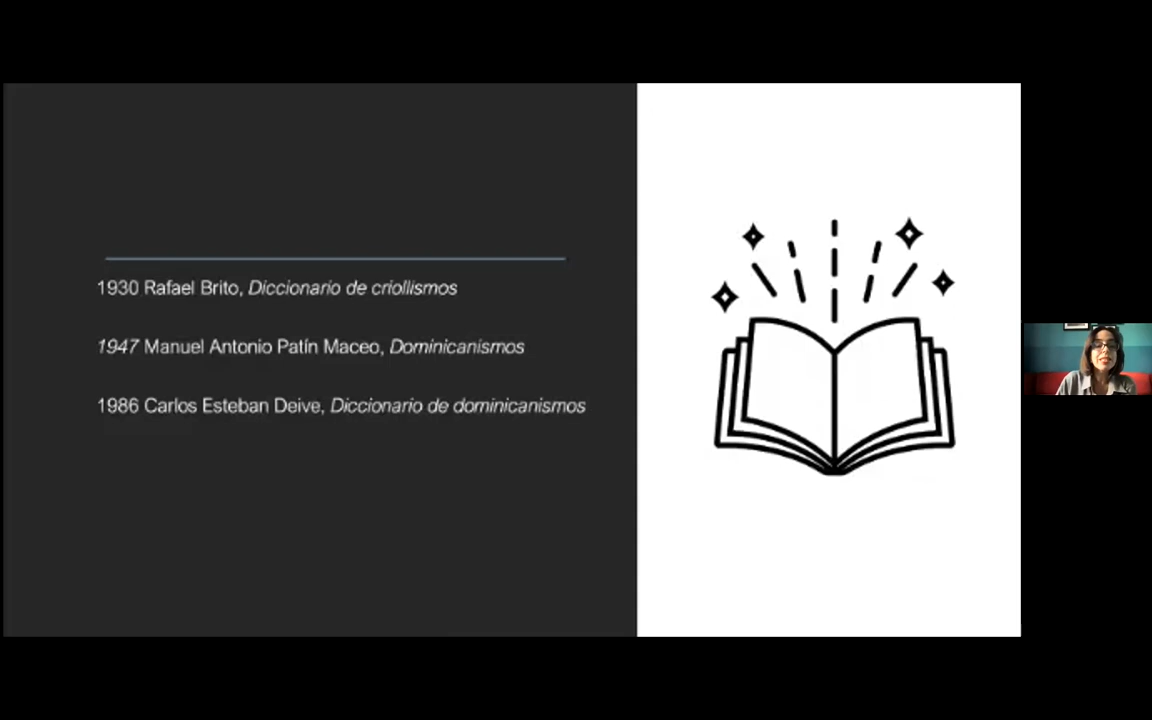 1930 Rafael Brito, Diccionario de criollismos
1947 Manuel Antonio Patín Maceo, Dominicanismos
1986 Carlos Esteban Deive, Diccionario de dominicanismos